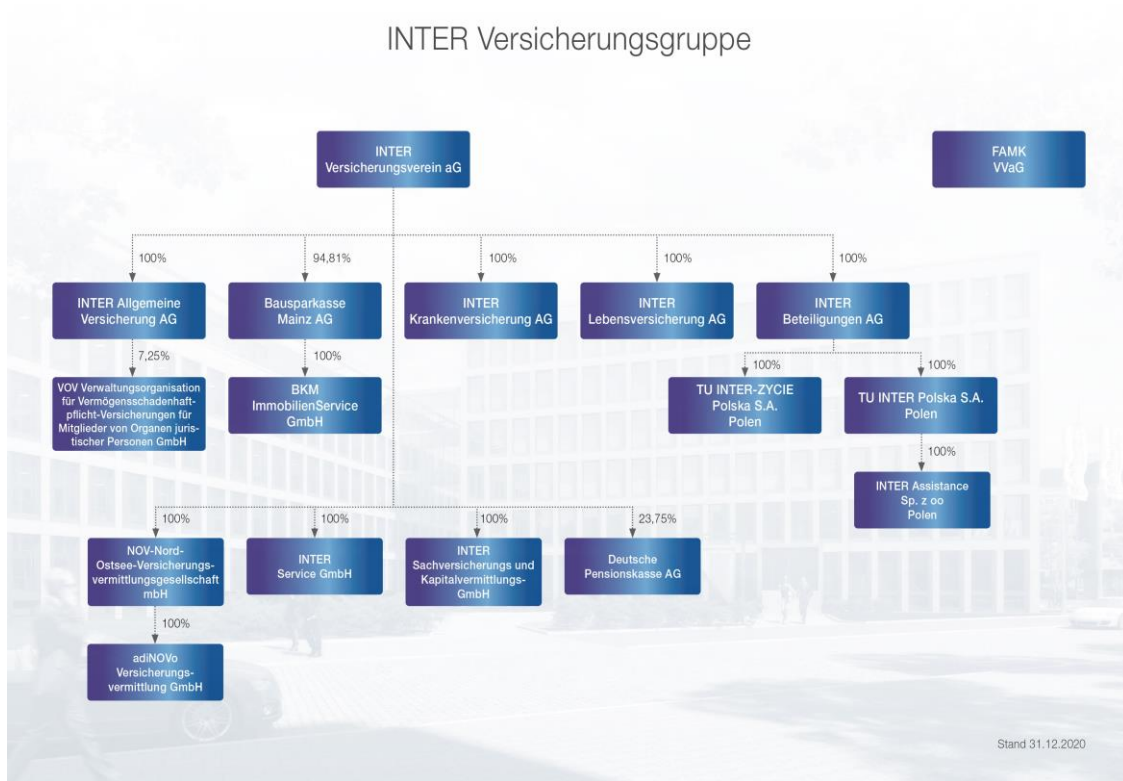 INTER Versicherungsgruppe
INTER
Versicherungsverein aG
FAMK
VVaG
100%
94,81%
100%
100%
100%
INTER Allgemeine
Versicherung AG
Bausparkasse
Mainz AG
INTER
Krankenversicherung AG
INTER
Lebensversicherung AG
INTER
Beteiligungen AG
7,25%
100%
100%
100%
VOV Verwaltungsorganisation
für Vermögensschadenhaft-
pflicht-Versicherungen für
Mitglieder von Organen juris-
tischer Personen GmbH
BKM
ImmobilienService
GmbH
TU INTER-ZYCIE
Polska S.A.
Polen
TU INTER Polska S.A.
Polen
100%
INTER Assistance
Sp. z oo
Polen
100%
100%
100%
23,75%
NOV-Nord-
Ostsee-Versicherungs-
vermittlungsgesellschaft
mbH
INTER
Service GmbH
INTER
Sachversicherungs und
Kapitalvermittlungs-
GmbH
Deutsche
Pensionskasse AG
100%
adiNOVo
Versicherungs-
vermittlung GmbH
Stand 31.12.2020